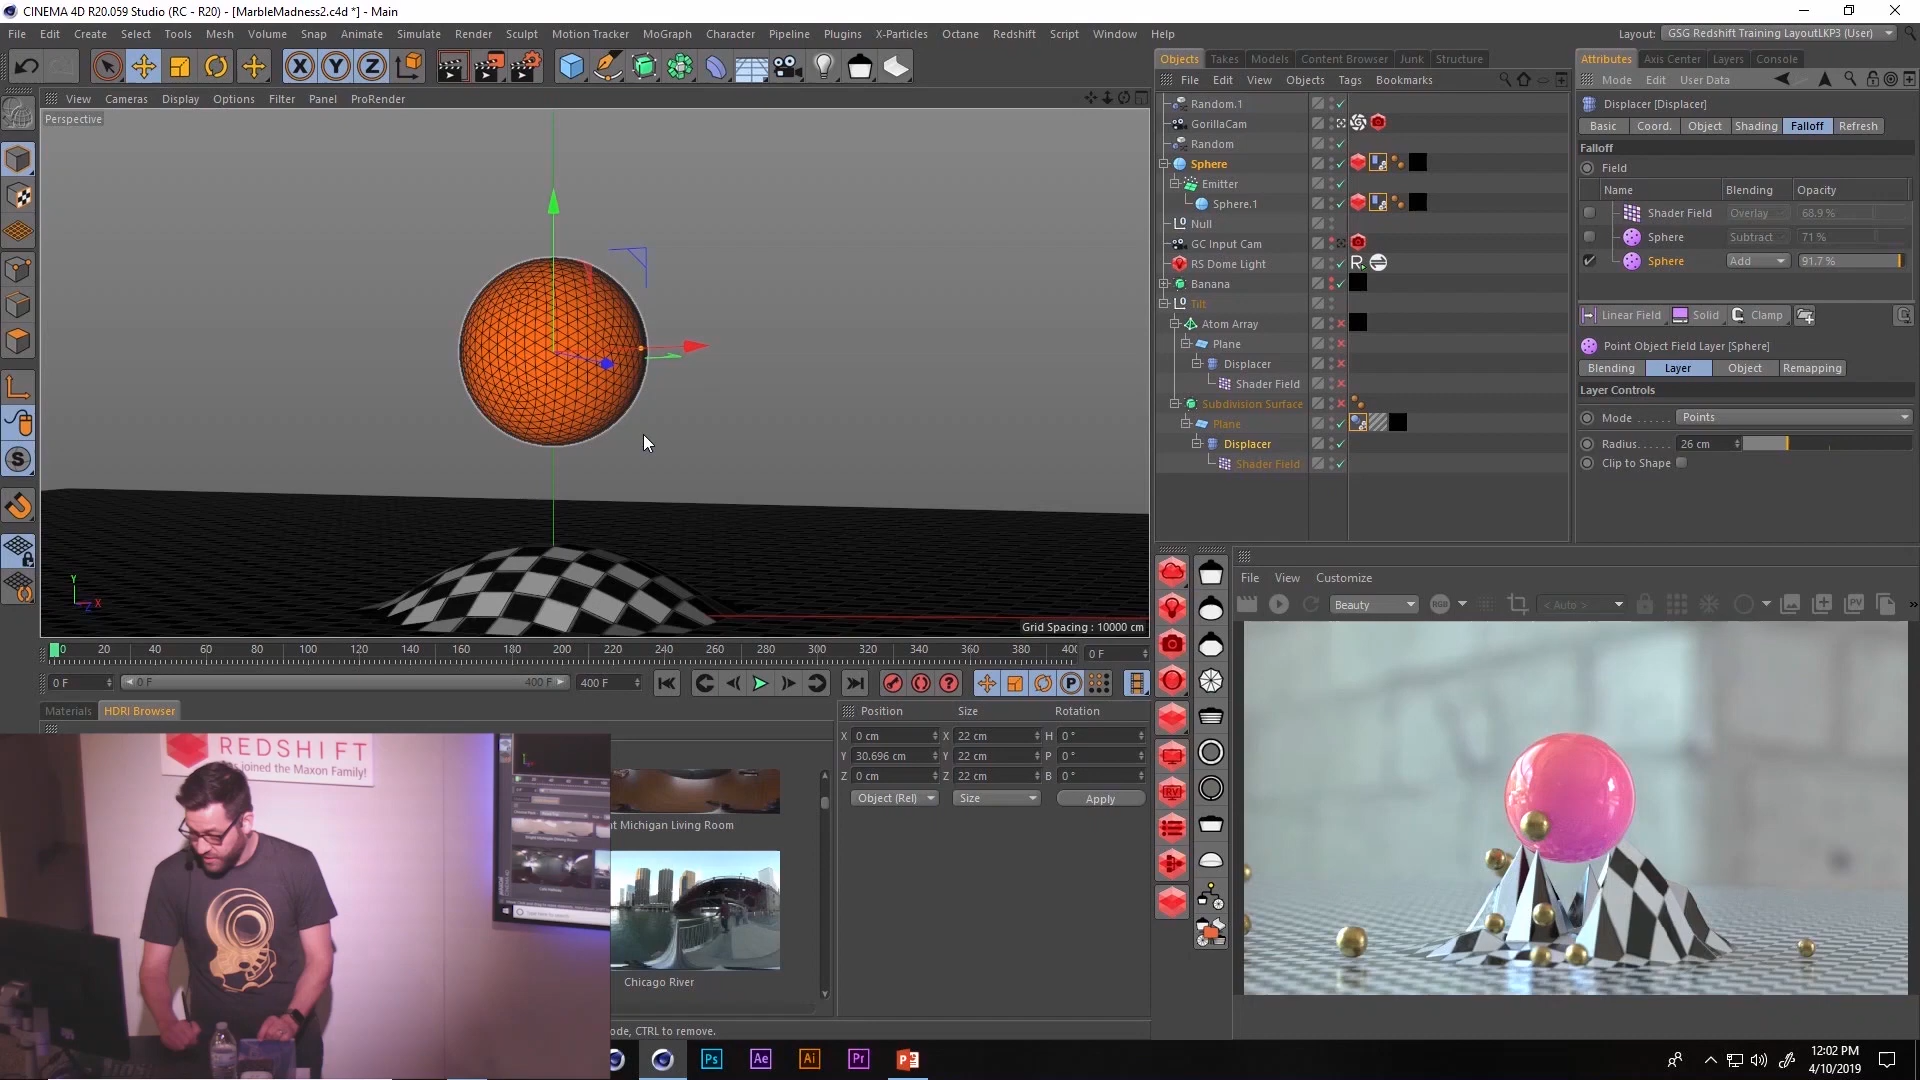 CINEMA 4D R20.059 Studio (RC - R20) - [MarbleMadness2.c4d *] - Main
File Edit Create Select Tools Mesh Volume Snap Animate Simulate Render Sculpt Motion Tracker MoGraph Character Pipeline Plugins X-Particles Octane Redshift Script Window Help
Layout: GSG Redshift Training LayoutLKP3 (User)
View Cameras Display Options Filter Panel ProRender
Perspective
Grid Spacing : 10000 cm
Y
Z X
0 20 40 60 80 100 120 140 160 180 200 220 240 260 280 300 320 340 360 380 400
0 F
0 F 0 F 400 F 400 F
Materials HDRI Browser
Michigan Living Room
Chicago River
ode, CTRL to remove.
Position Size Rotation
X 0 cm X 22 cm H 0 °
Y 30.696 cm Y 22 cm P 0 °
Z 0 cm Z 22 cm B 0 °
Object (Rel) Size Apply
Objects Takes Models Content Browser Junk Structure
File Edit View Objects Tags Bookmarks
Random.1
GorillaCam
Random
Sphere
Emitter
Sphere.1
Null
GC Input Cam
RS Dome Light
Banana
Tilt
Atom Array
Plane
Displacer
Shader Field
Subdivision Surface
Plane
Displacer
Shader Field
Attributes Axis Center Layers Console
Mode Edit User Data
Displacer [Displacer]
Basic Coord. Object Shading Falloff Refresh
Falloff
Field
Name Blending Opacity
Shader Field Overlay 68.9 %
Sphere Subtract 71 %
Sphere Add 91.7 %
Linear Field Solid Clamp
Point Object Field Layer [Sphere]
Blending Layer Object Remapping
Layer Controls
Mode Points
Radius 26 cm
Clip to Shape
File View Customize
Beauty RGB < Auto > PV
RV
REDSHIFT
joined the Maxon Family!
Ps Ae Ai Pr P
12:02 PM
4/10/2019